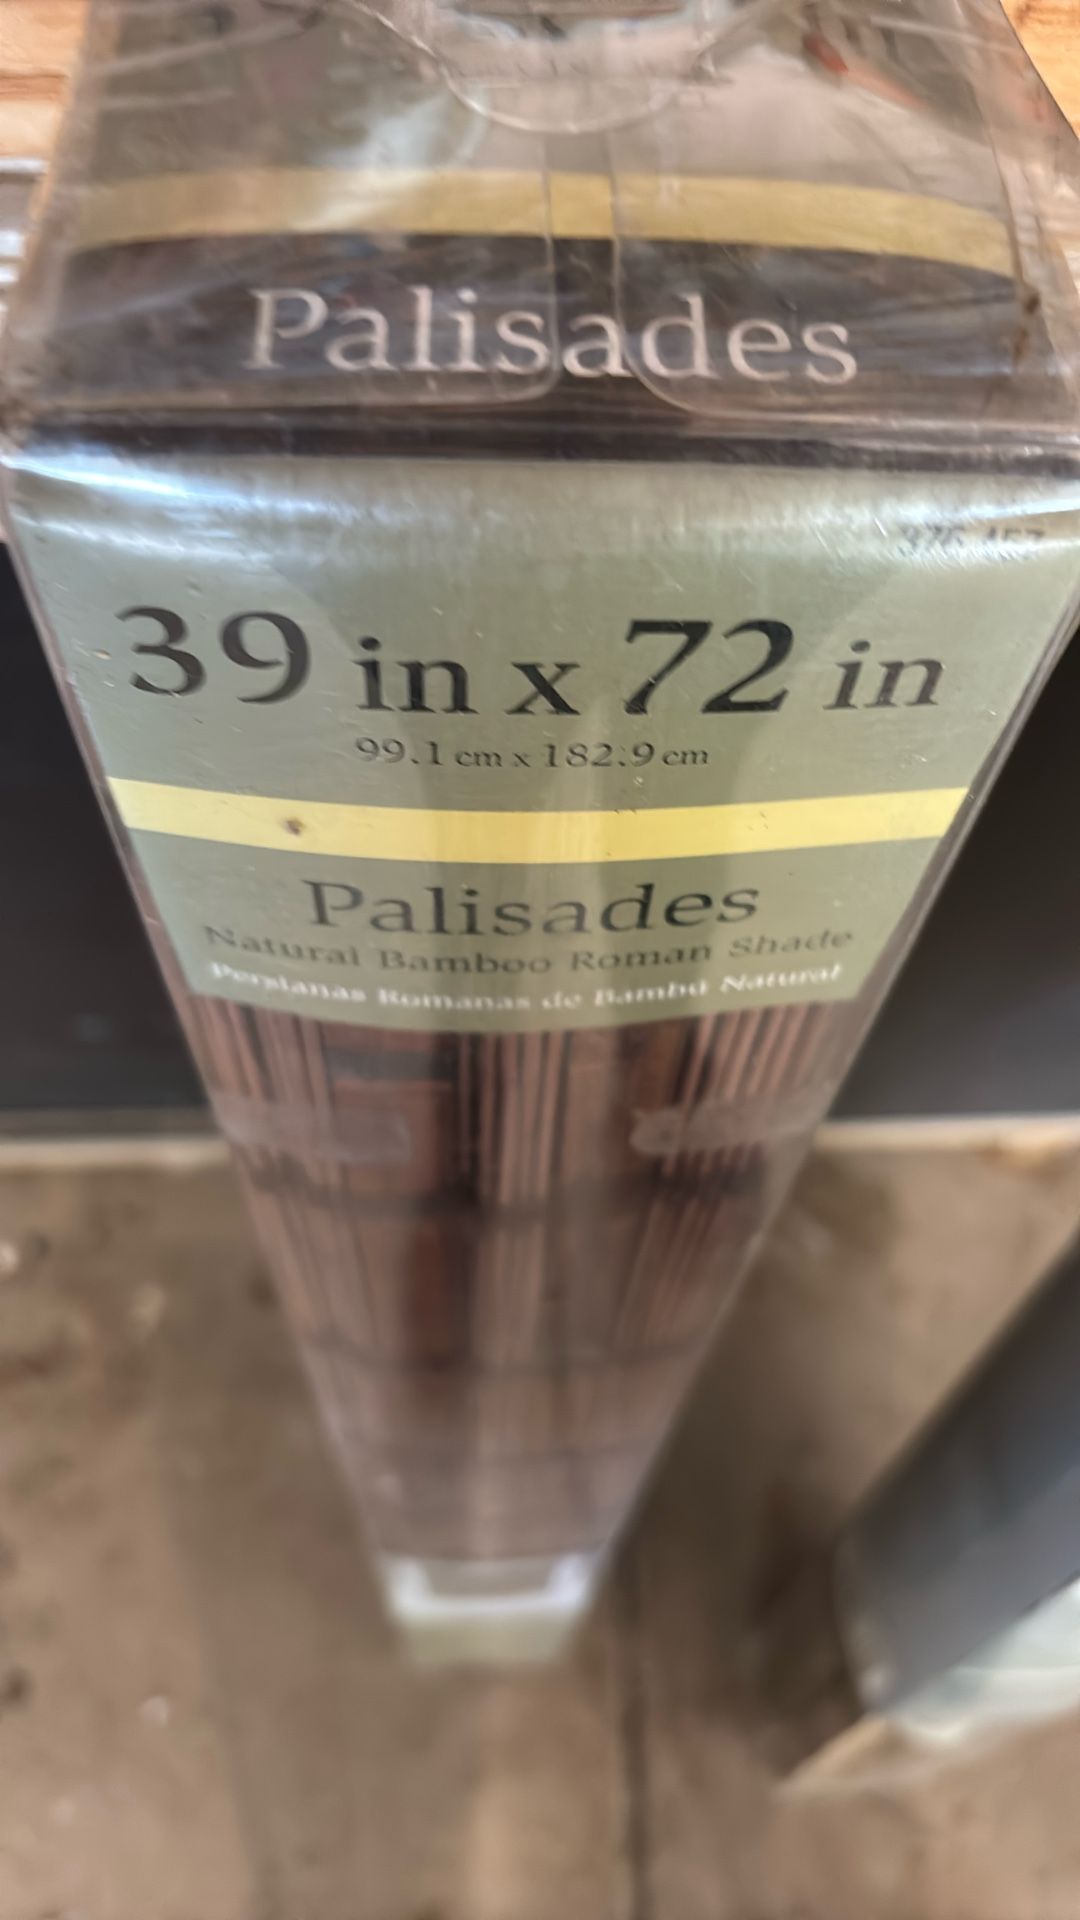 Palisades
39 in x 72 in
99.1 cm x 182.9 cm
Palisades
Natural Bamboo Roman Shade
Persianas Romanas de Bambú Natural